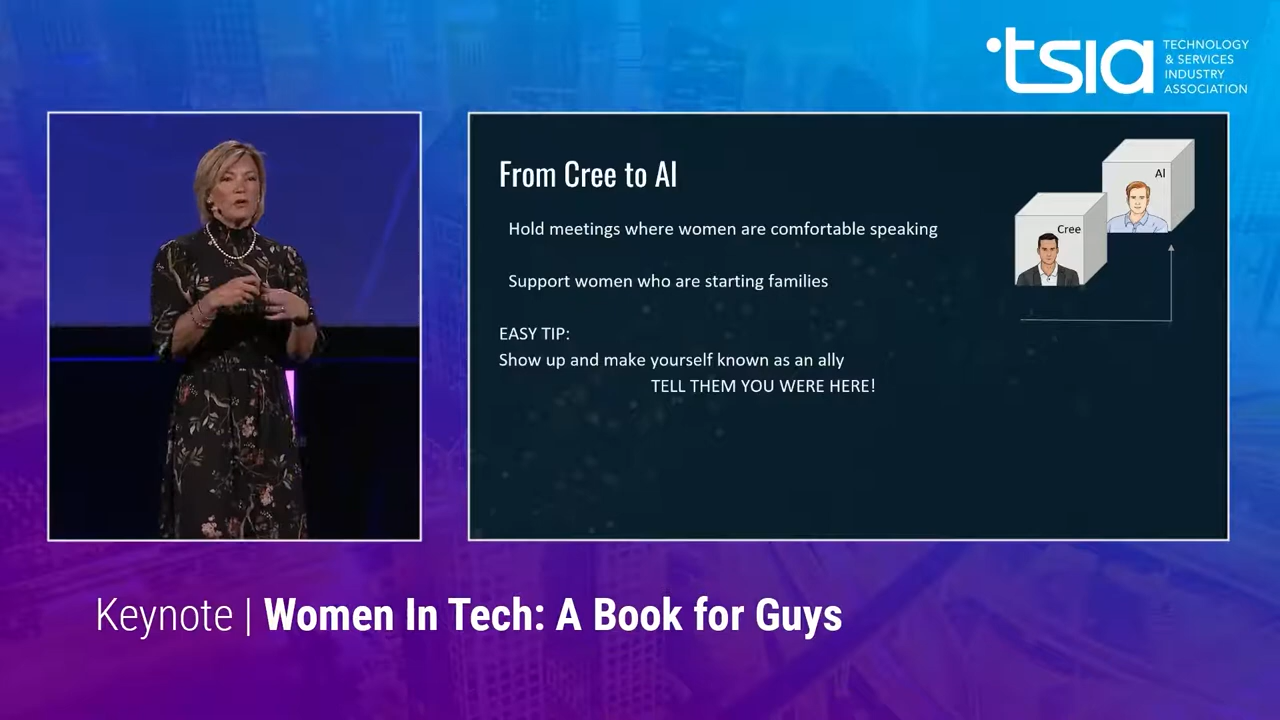 tsia TECHNOLOGY
& SERVICES
INDUSTRY
ASSOCIATION
From Cree to Al
Hold meetings where women are comfortable speaking
Support women who are starting families
EASY TIP:
Show up and make yourself known as an ally
TELL THEM YOU WERE HERE!
Al
Cree
Keynote | Women In Tech: A Book for Guys